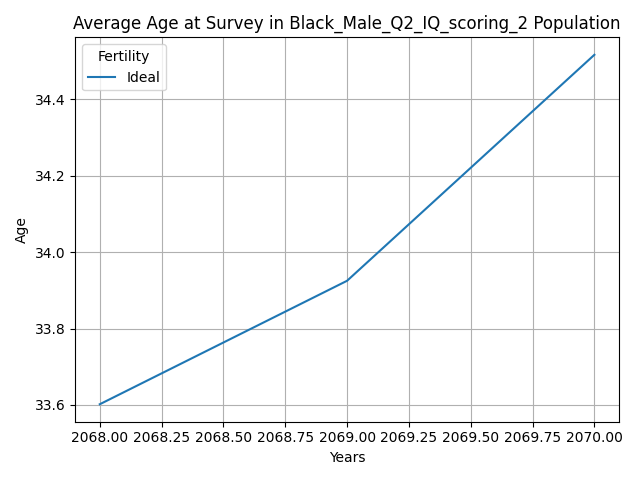 Average Age at Survey in Black_Male_Q2_IQ_scoring_2 Population
Fertility
Ideal
34.4
34.2
34.0
33.8
33.6
Age
2068.00 2068.25 2068.50 2068.75 2069.00 2069.25 2069.50 2069.75 2070.00
Years